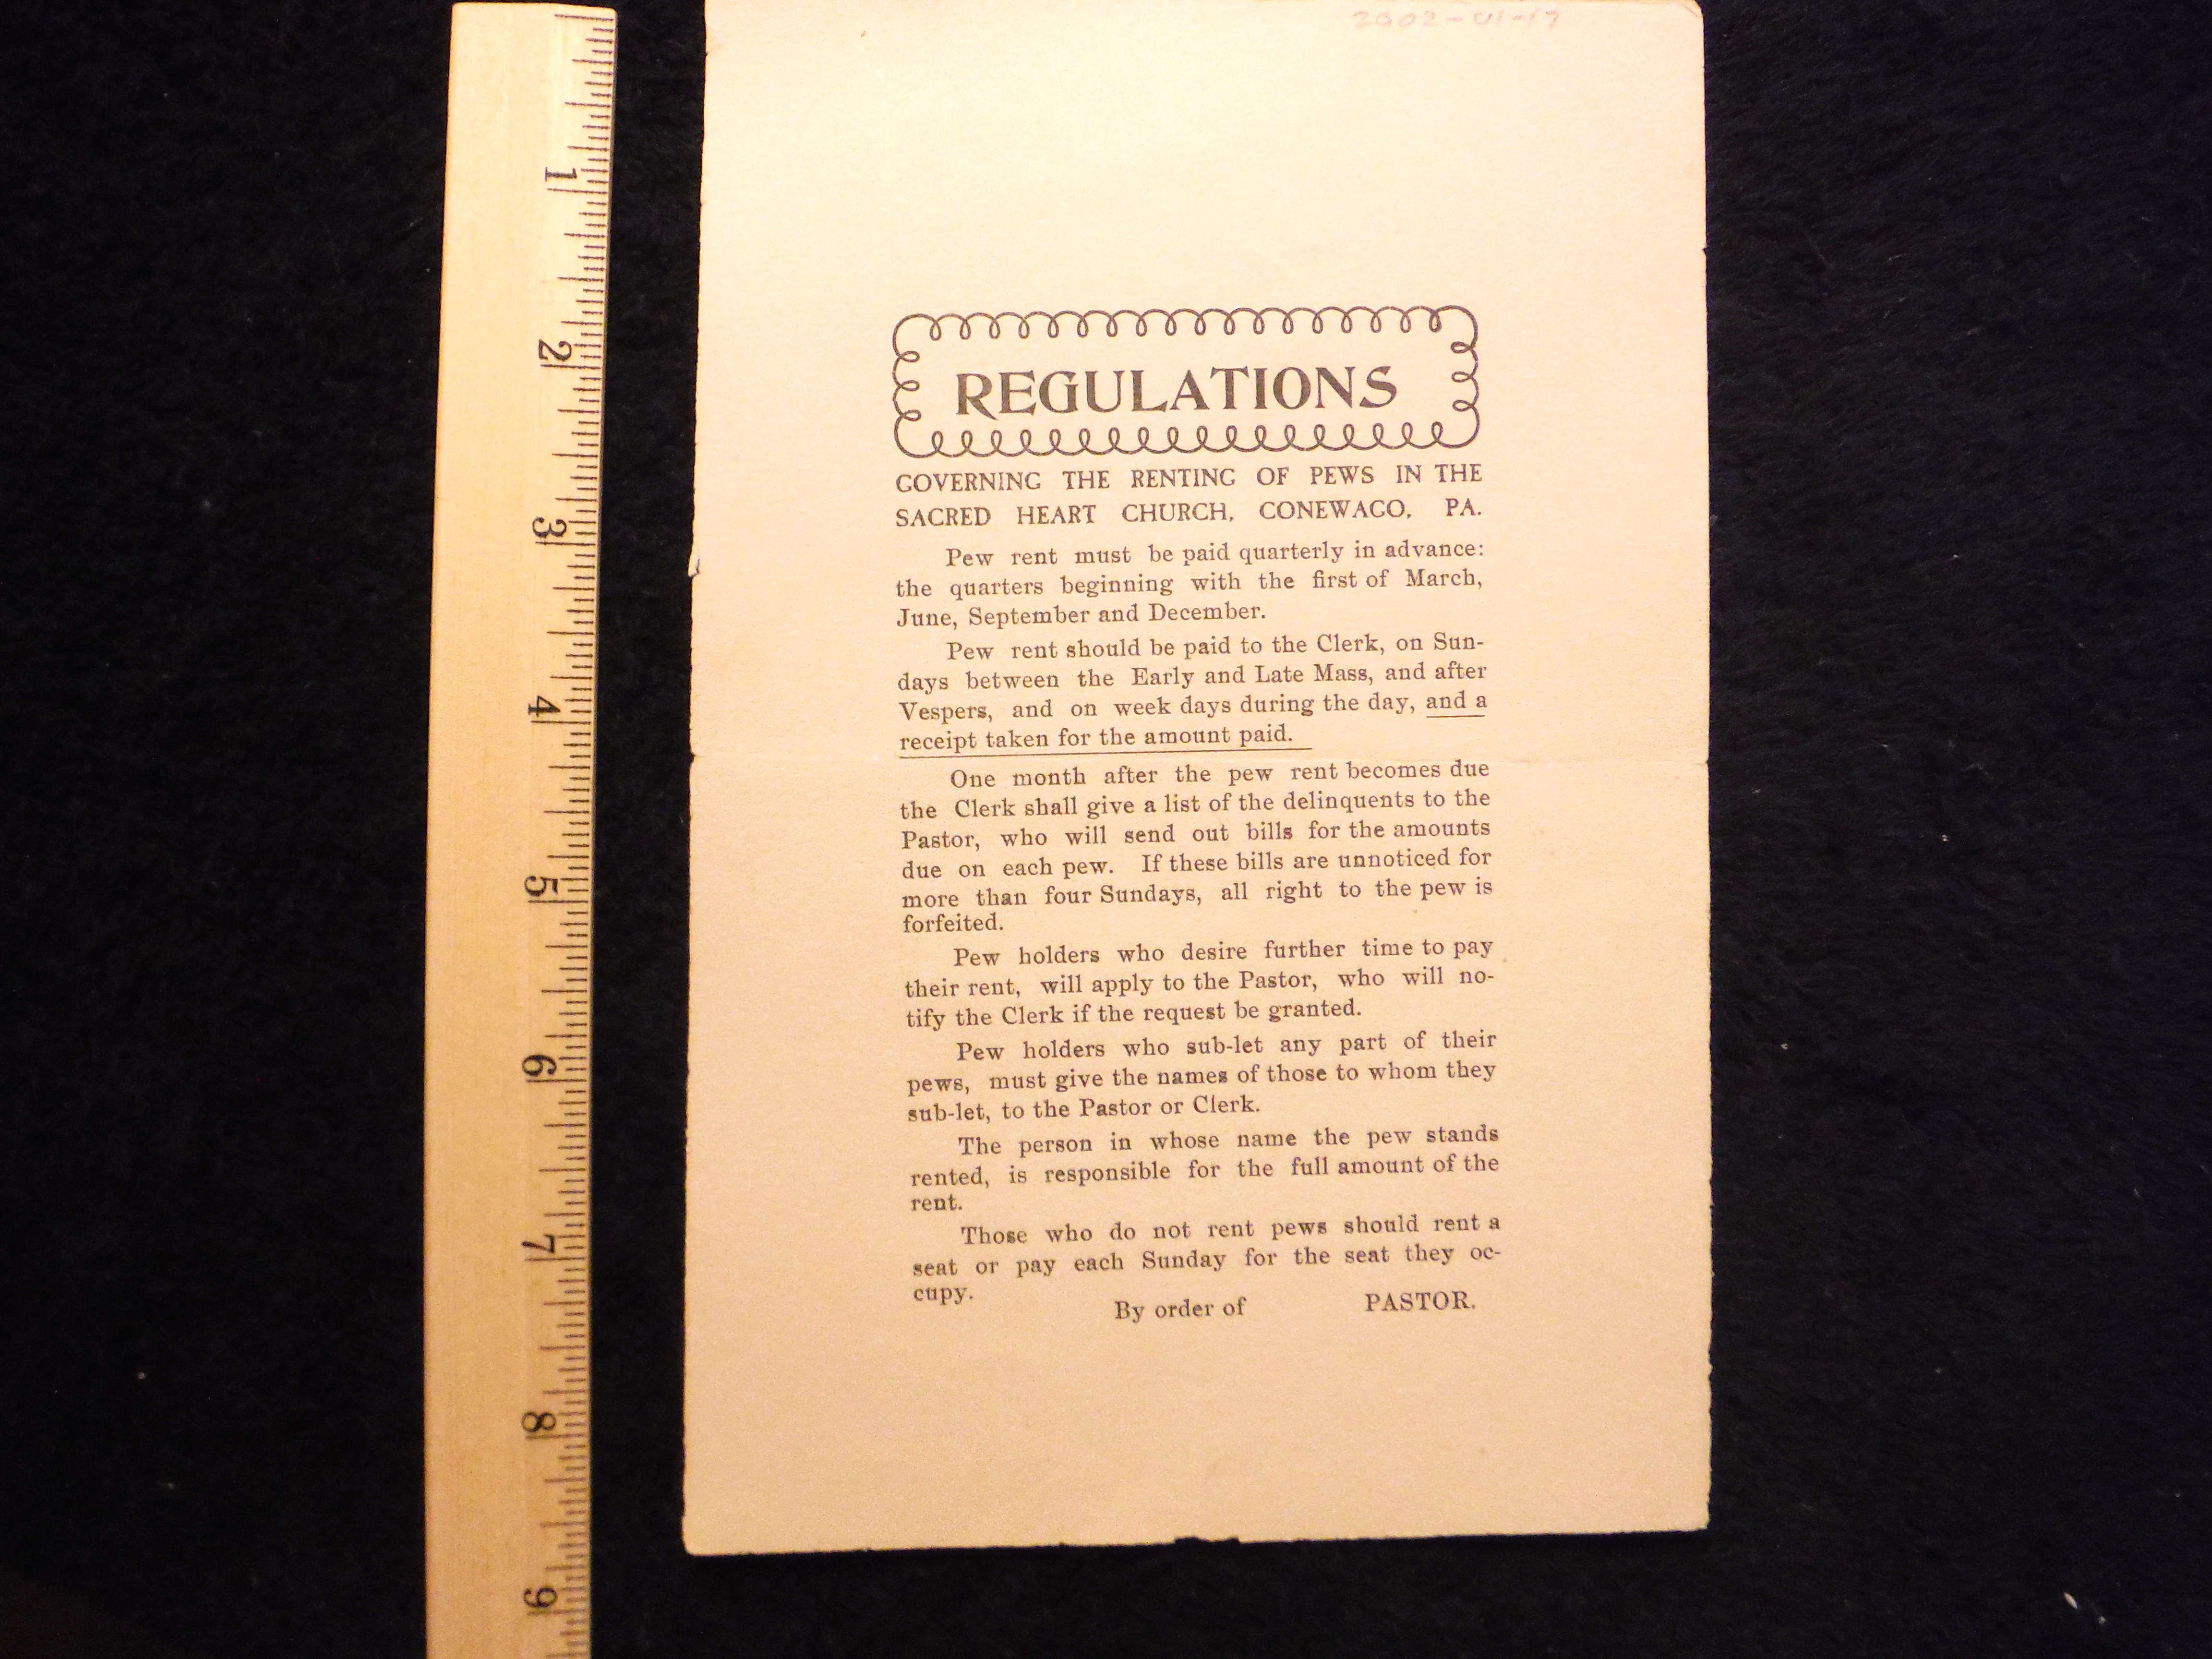 2002-01-17
REGULATIONS
GOVERNING THE RENTING OF PEWS IN THE
SACRED HEART CHURCH, CONEWAGO, PA.
Pew rent must be paid quarterly in advance:
the quarters beginning with the first of March,
June, September and December.
Pew rent should be paid to the Clerk, on Sun-
days between the Early and Late Mass, and after
Vespers, and on week days during the day, and a
receipt taken for the amount paid.
One month after the pew rent becomes due
the Clerk shall give a list of the delinquents to the
Pastor, who will send out bills for the amounts
due on each pew. If these bills are unnoticed for
more than four Sundays, all right to the pew is
forfeited.
Pew holders who desire further time to pay
their rent, will apply to the Pastor, who will no-
tify the Clerk if the request be granted.
Pew holders who sub-let any part of their
pews, must give the names of those to whom they
sub-let, to the Pastor or Clerk.
The person in whose name the pew stands
rented, is responsible for the full amount of the
rent.
Those who do not rent pews should rent a
seat or pay each Sunday for the seat they oc-
cupy.
By order of PASTOR.
1
2
3
4
5
6
7
8
9